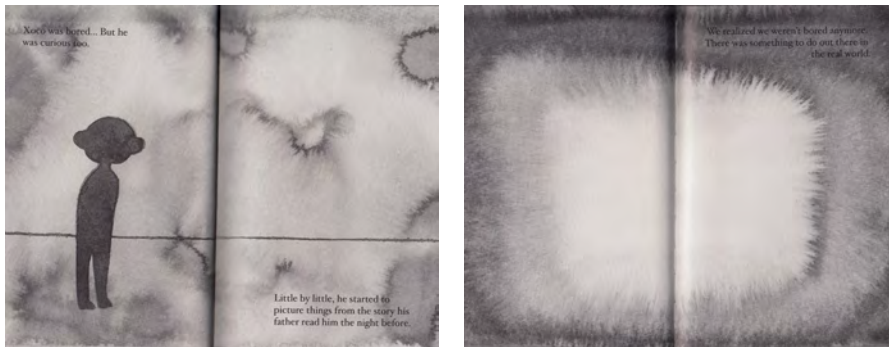 Xoco was bored... But he
was curious too.
Little by little, he started to
picture things from the story his
father read him the night before.
We realized we weren't bored anymore.
There was something to do out there in
the real world